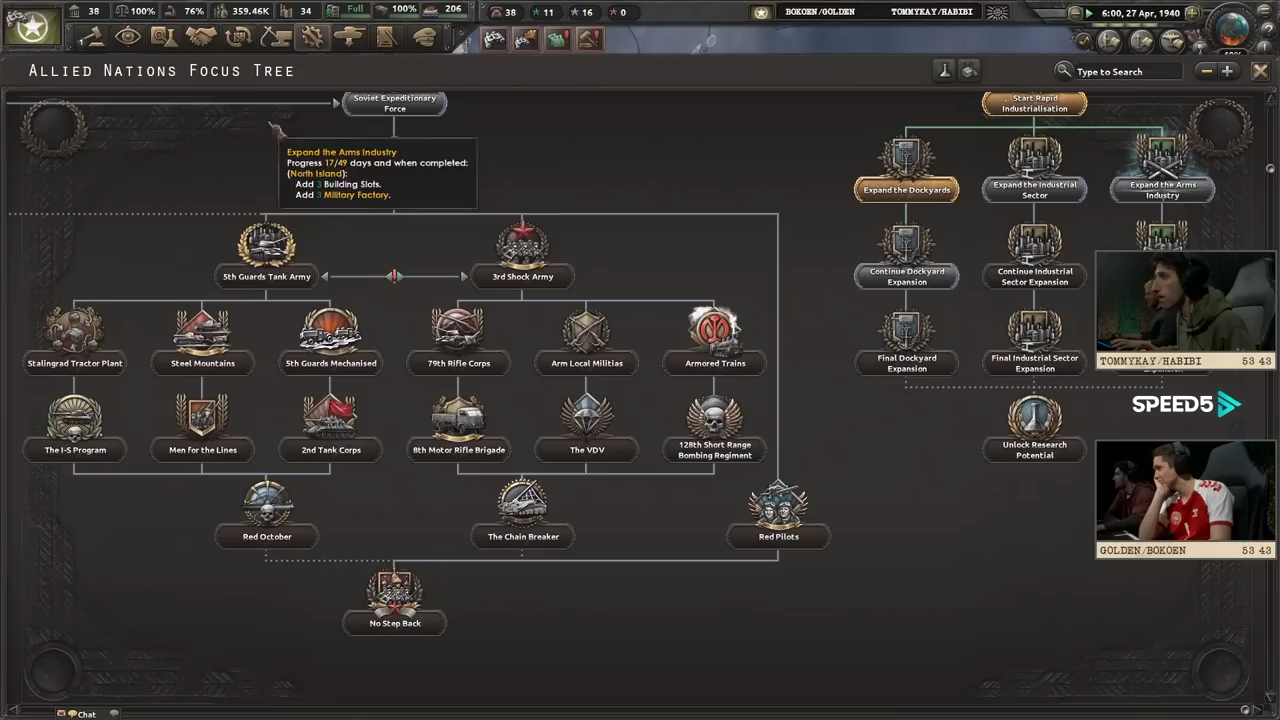 38
100%
76%
359.46K
34
Full
100%
206
38
11
16
0
BOKOEN/GOLDEN
TOMMYKAY/HABIBI
6:00, 27 Apr, 1940
Allied Nations Focus Tree
Type to Search
Soviet Expeditionary
Force
Start Rapid
Industrialisation
Expand the Arms Industry
Progress 17/49 days and when completed:
(North Island):
Add 3 Building Slots.
Add 3 Military Factory.
Expand the Dockyards
Expand the Industrial
Sector
Expand the Arms
Industry
5th Guards Tank Army
3rd Shock Army
Continue Dockyard
Expansion
Continue Industrial
Sector Expansion
Stalingrad Tractor Plant
Steel Mountains
5th Guards Mechanised
79th Rifle Corps
Arm Local Militias
Armored Trains
Final Dockyard
Expansion
Final Industrial Sector
Expansion
TOMMYKAY/HABIBI
53 43
SPEED5
The I-S Program
Men for the Lines
2nd Tank Corps
8th Motor Rifle Brigade
The VDV
128th Short Range
Bombing Regiment
Unlock Research
Potential
Red October
The Chain Breaker
Red Pilots
GOLDEN/BOKOEN
53 43
No Step Back
Chat